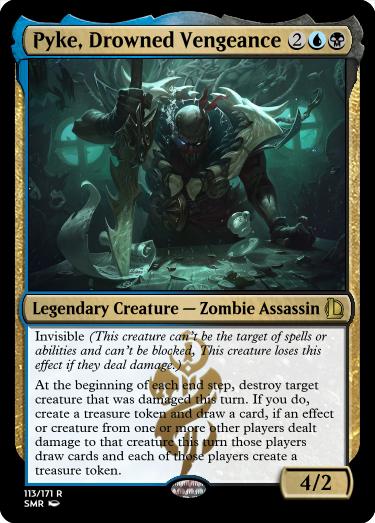 Pyke, Drowned Vengeance 2
Legendary Creature — Zombie Assassin
Invisible (This creature can't be the target of spells or
abilities and can't be blocked, This creature loses this
effect if they deal damage.)
At the beginning of each end step, destroy target
creature that was damaged this turn. If you do,
create a treasure token and draw a card, if an effect
or creature from one or more other players dealt
damage to that creature this turn those players
draw cards and each of those players create a
treasure token.
4/2
113/171 R
SMR